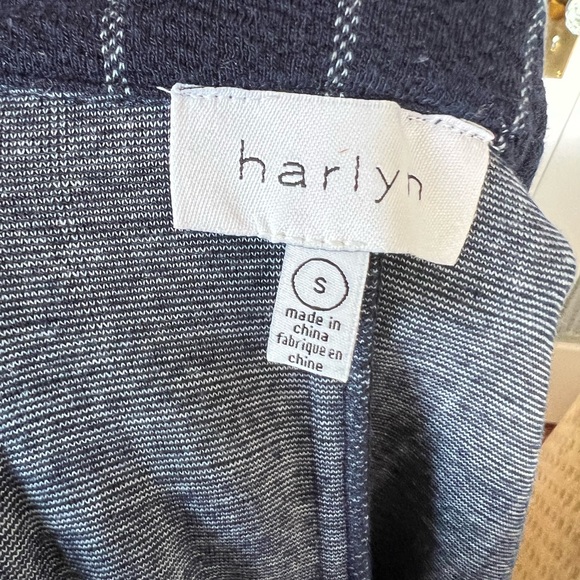 harlyn
S
made in
china
fabriqué en
chine